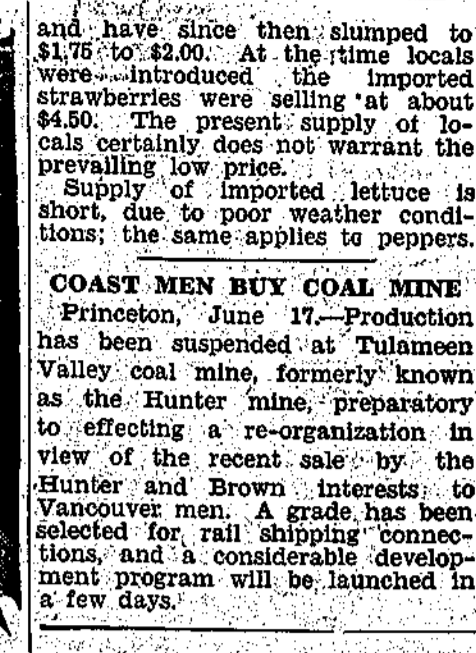 and have since then slumped to
$1.75 to $2.00. At the time locals
were introduced the imported
strawberries were selling at about
$4.50. The present supply of lo-
cals certainly does not warrant the
prevailing low price.
Supply of imported lettuce is
short, due to poor weather condi-
tions; the same applies to peppers.
COAST MEN BUY COAL MINE
Princeton, June 17.—Production
has been suspended at Tulameen
Valley coal mine, formerly known
as the Hunter mine, preparatory
to effecting a re-organization in
view of the recent sale by the
Hunter and Brown interests to
Vancouver men. A grade has been
selected for rail shipping connec-
tions, and a considerable develop-
ment program will be launched in
a few days.